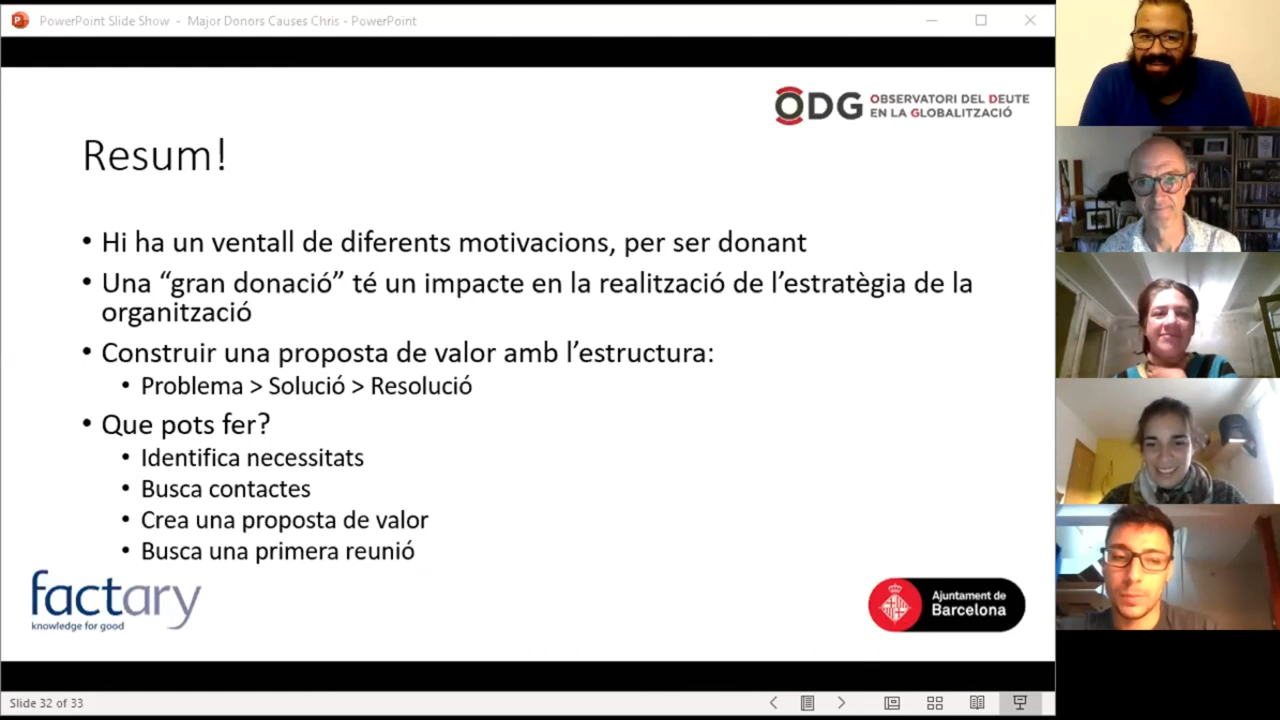 PowerPoint Slide Show - Major Donors Causes Chris - PowerPoint
ODG OBSERVATORI DEL DEUTE
EN LA GLOBALITZACIÓ
Resum!
• Hi ha un ventall de diferents motivacions, per ser donant
• Una “gran donació” té un impacte en la realització de l’estratègia de la
organització
• Construir una proposta de valor amb l’estructura:
• Problema > Solució > Resolució
• Que pots fer?
• Identifica necessitats
• Busca contactes
• Crea una proposta de valor
• Busca una primera reunió
factary
knowledge for good
Ajuntament de
Barcelona
Slide 32 of 33